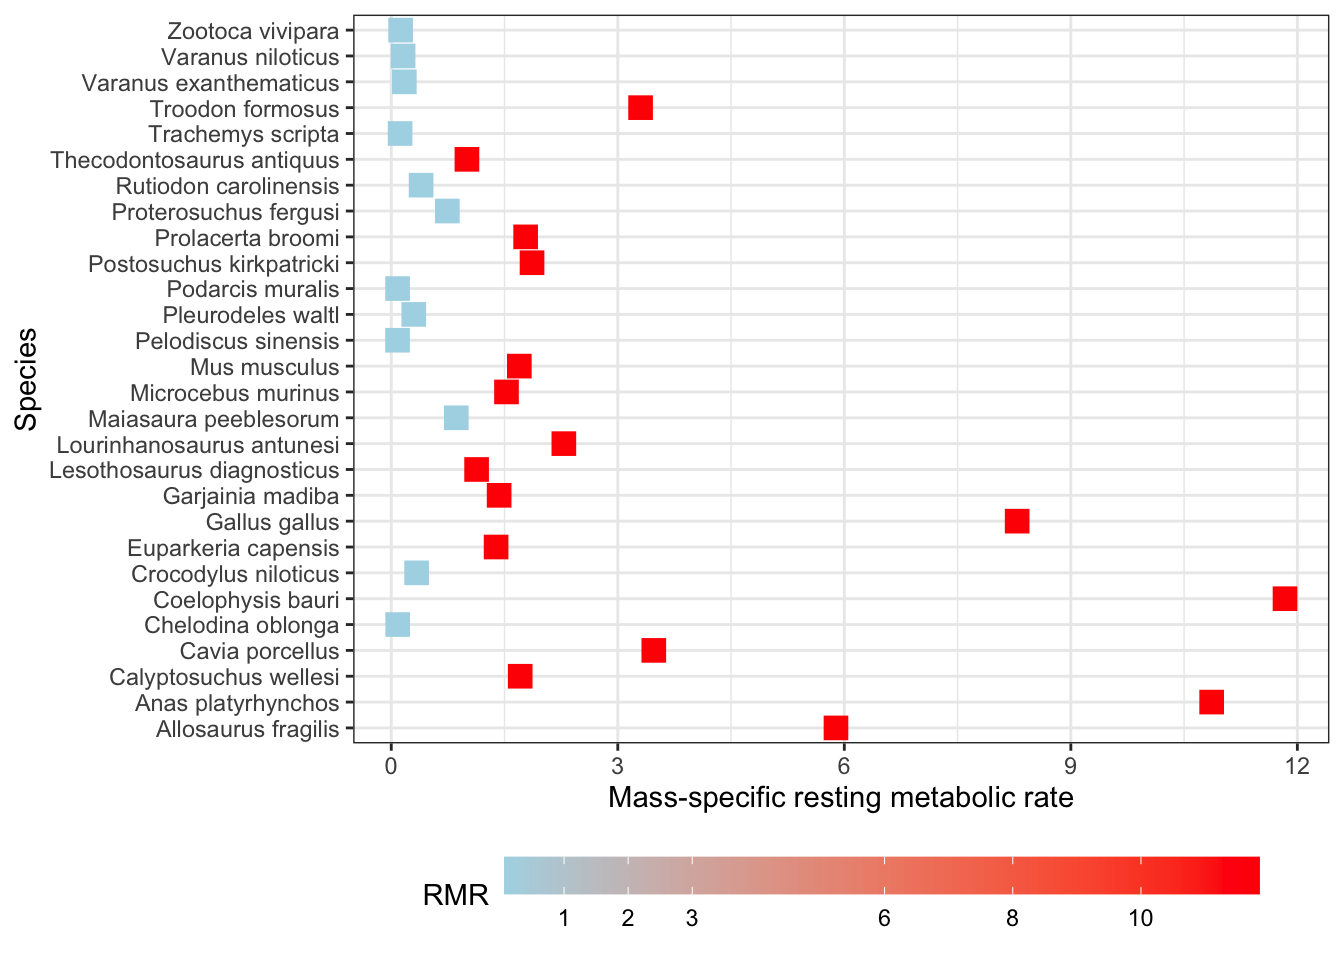 Zootoca vivipara
Varanus niloticus
Varanus exanthematicus
Troodon formosus
Trachemys scripta
Thecodontosaurus antiquus
Rutiodon carolinensis
Proterosuchus fergusi
Prolacerta broomi
Postosuchus kirkpatricki
Podarcis muralis
Pleurodeles waltl
Pelodiscus sinensis
Mus musculus
Microcebus murinus
Maiasaura peeblesorum
Lourinhanosaurus antunesi
Lesothosaurus diagnosticus
Garjainia madiba
Gallus gallus
Euparkeria capensis
Crocodylus niloticus
Coelophysis bauri
Chelodina oblonga
Cavia porcellus
Calyptosuchus wellesi
Anas platyrhynchos
Allosaurus fragilis
Species
0 3 6 9 12
Mass-specific resting metabolic rate
RMR
1 2 3 6 8 10